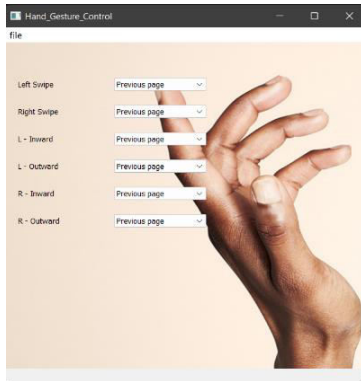 Hand_Gesture_Control
file
Left Swipe Previous page
Right Swipe Previous page
L - Inward Previous page
L - Outward Previous page
R - Inward Previous page
R - Outward Previous page